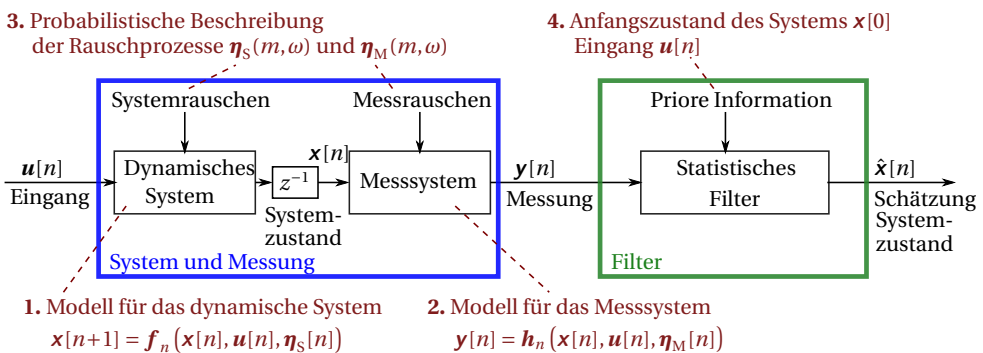 3. Probabilistische Beschreibung
der Rauschprozesse η_S(m,ω) und η_M(m,ω)
4. Anfangszustand des Systems x[0]
Eingang u[n]
Systemrauschen
Messrauschen
Priore Information
u[n]
Eingang
Dynamisches
System
z⁻¹
x[n]
System-
zustand
Messsystem
y[n]
Messung
Statistisches
Filter
x̂[n]
Schätzung
System-
zustand
System und Messung
Filter
1. Modell für das dynamische System
x[n+1] = f_n(x[n], u[n], η_S[n])
2. Modell für das Messsystem
y[n] = h_n(x[n], u[n], η_M[n])